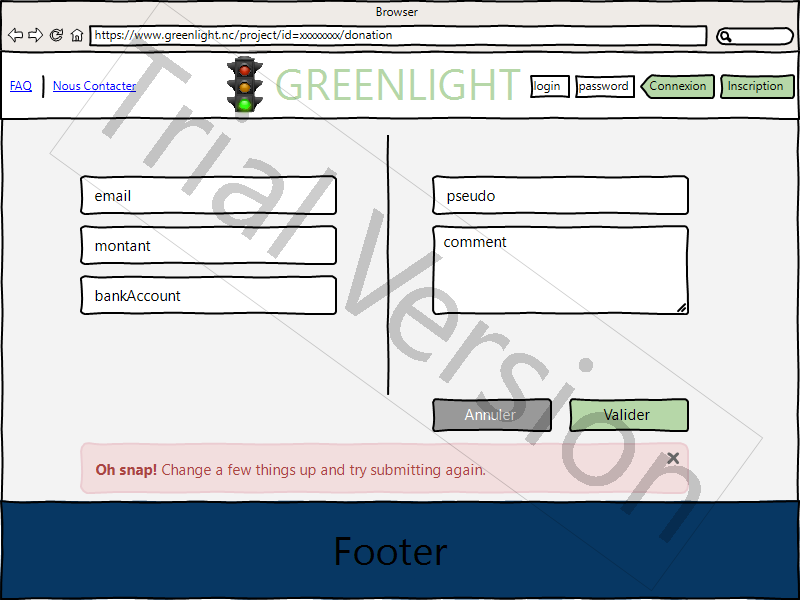 Browser
https://www.greenlight.nc/project/id=xxxxxxxx/donation
FAQ
Nous Contacter
GREENLIGHT
login
password
Connexion
Inscription
email
pseudo
montant
comment
bankAccount
Annuler
Valider
Oh snap! Change a few things up and try submitting again.
Footer
Trial Version